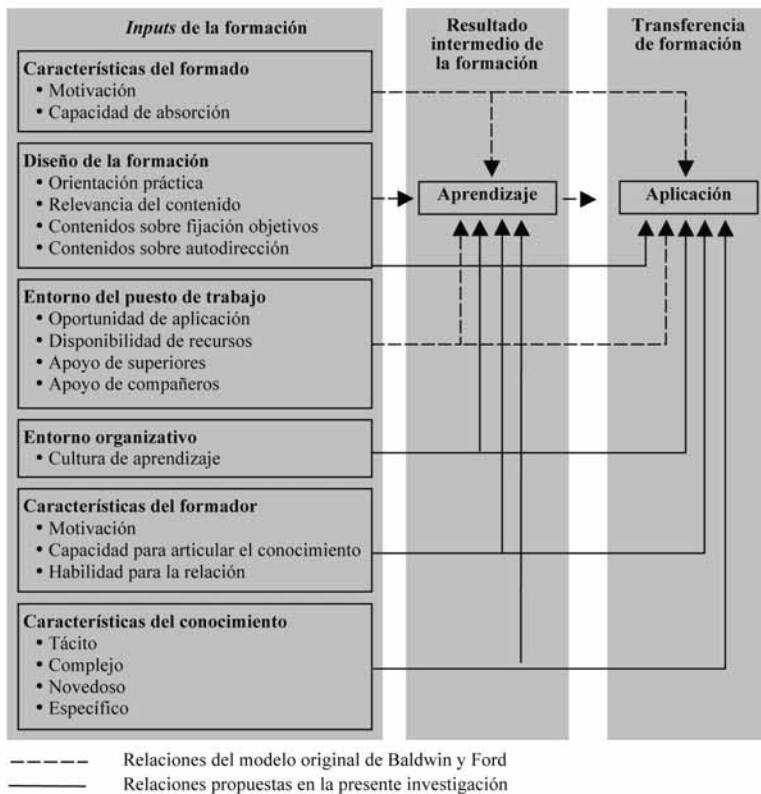 Inputs de la formación
Resultado
intermedio de
la formación
Transferencia
de formación
Características del formado
• Motivación
• Capacidad de absorción
Diseño de la formación
• Orientación práctica
• Relevancia del contenido
• Contenidos sobre fijación objetivos
• Contenidos sobre autodirección
Aprendizaje
Aplicación
Entorno del puesto de trabajo
• Oportunidad de aplicación
• Disponibilidad de recursos
• Apoyo de superiores
• Apoyo de compañeros
Entorno organizativo
• Cultura de aprendizaje
Características del formador
• Motivación
• Capacidad para articular el conocimiento
• Habilidad para la relación
Características del conocimiento
• Tácito
• Complejo
• Novedoso
• Específico
Relaciones del modelo original de Baldwin y Ford
Relaciones propuestas en la presente investigación